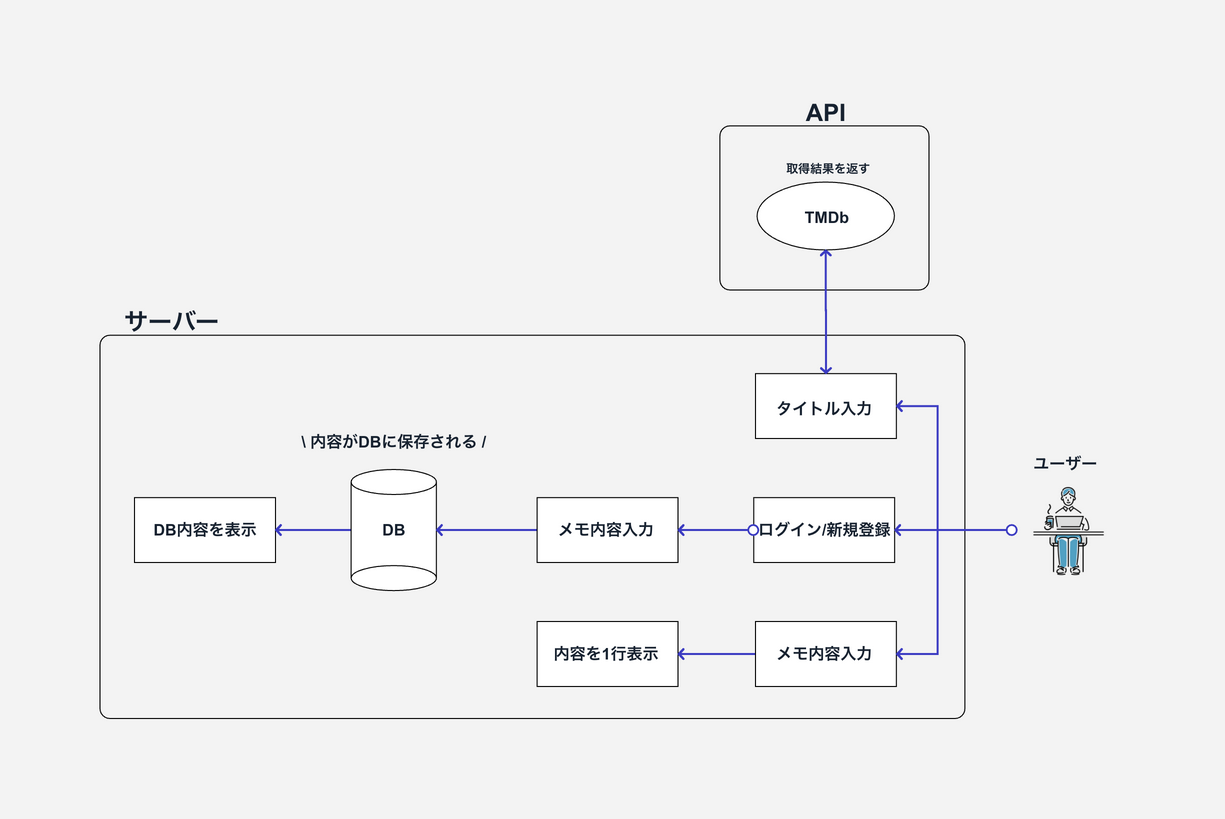 API
取得結果を返す
TMDb
サーバー
タイトル入力
\ 内容がDBに保存される /
ユーザー
DB内容を表示
DB
メモ内容入力
ログイン/新規登録
内容を1行表示
メモ内容入力